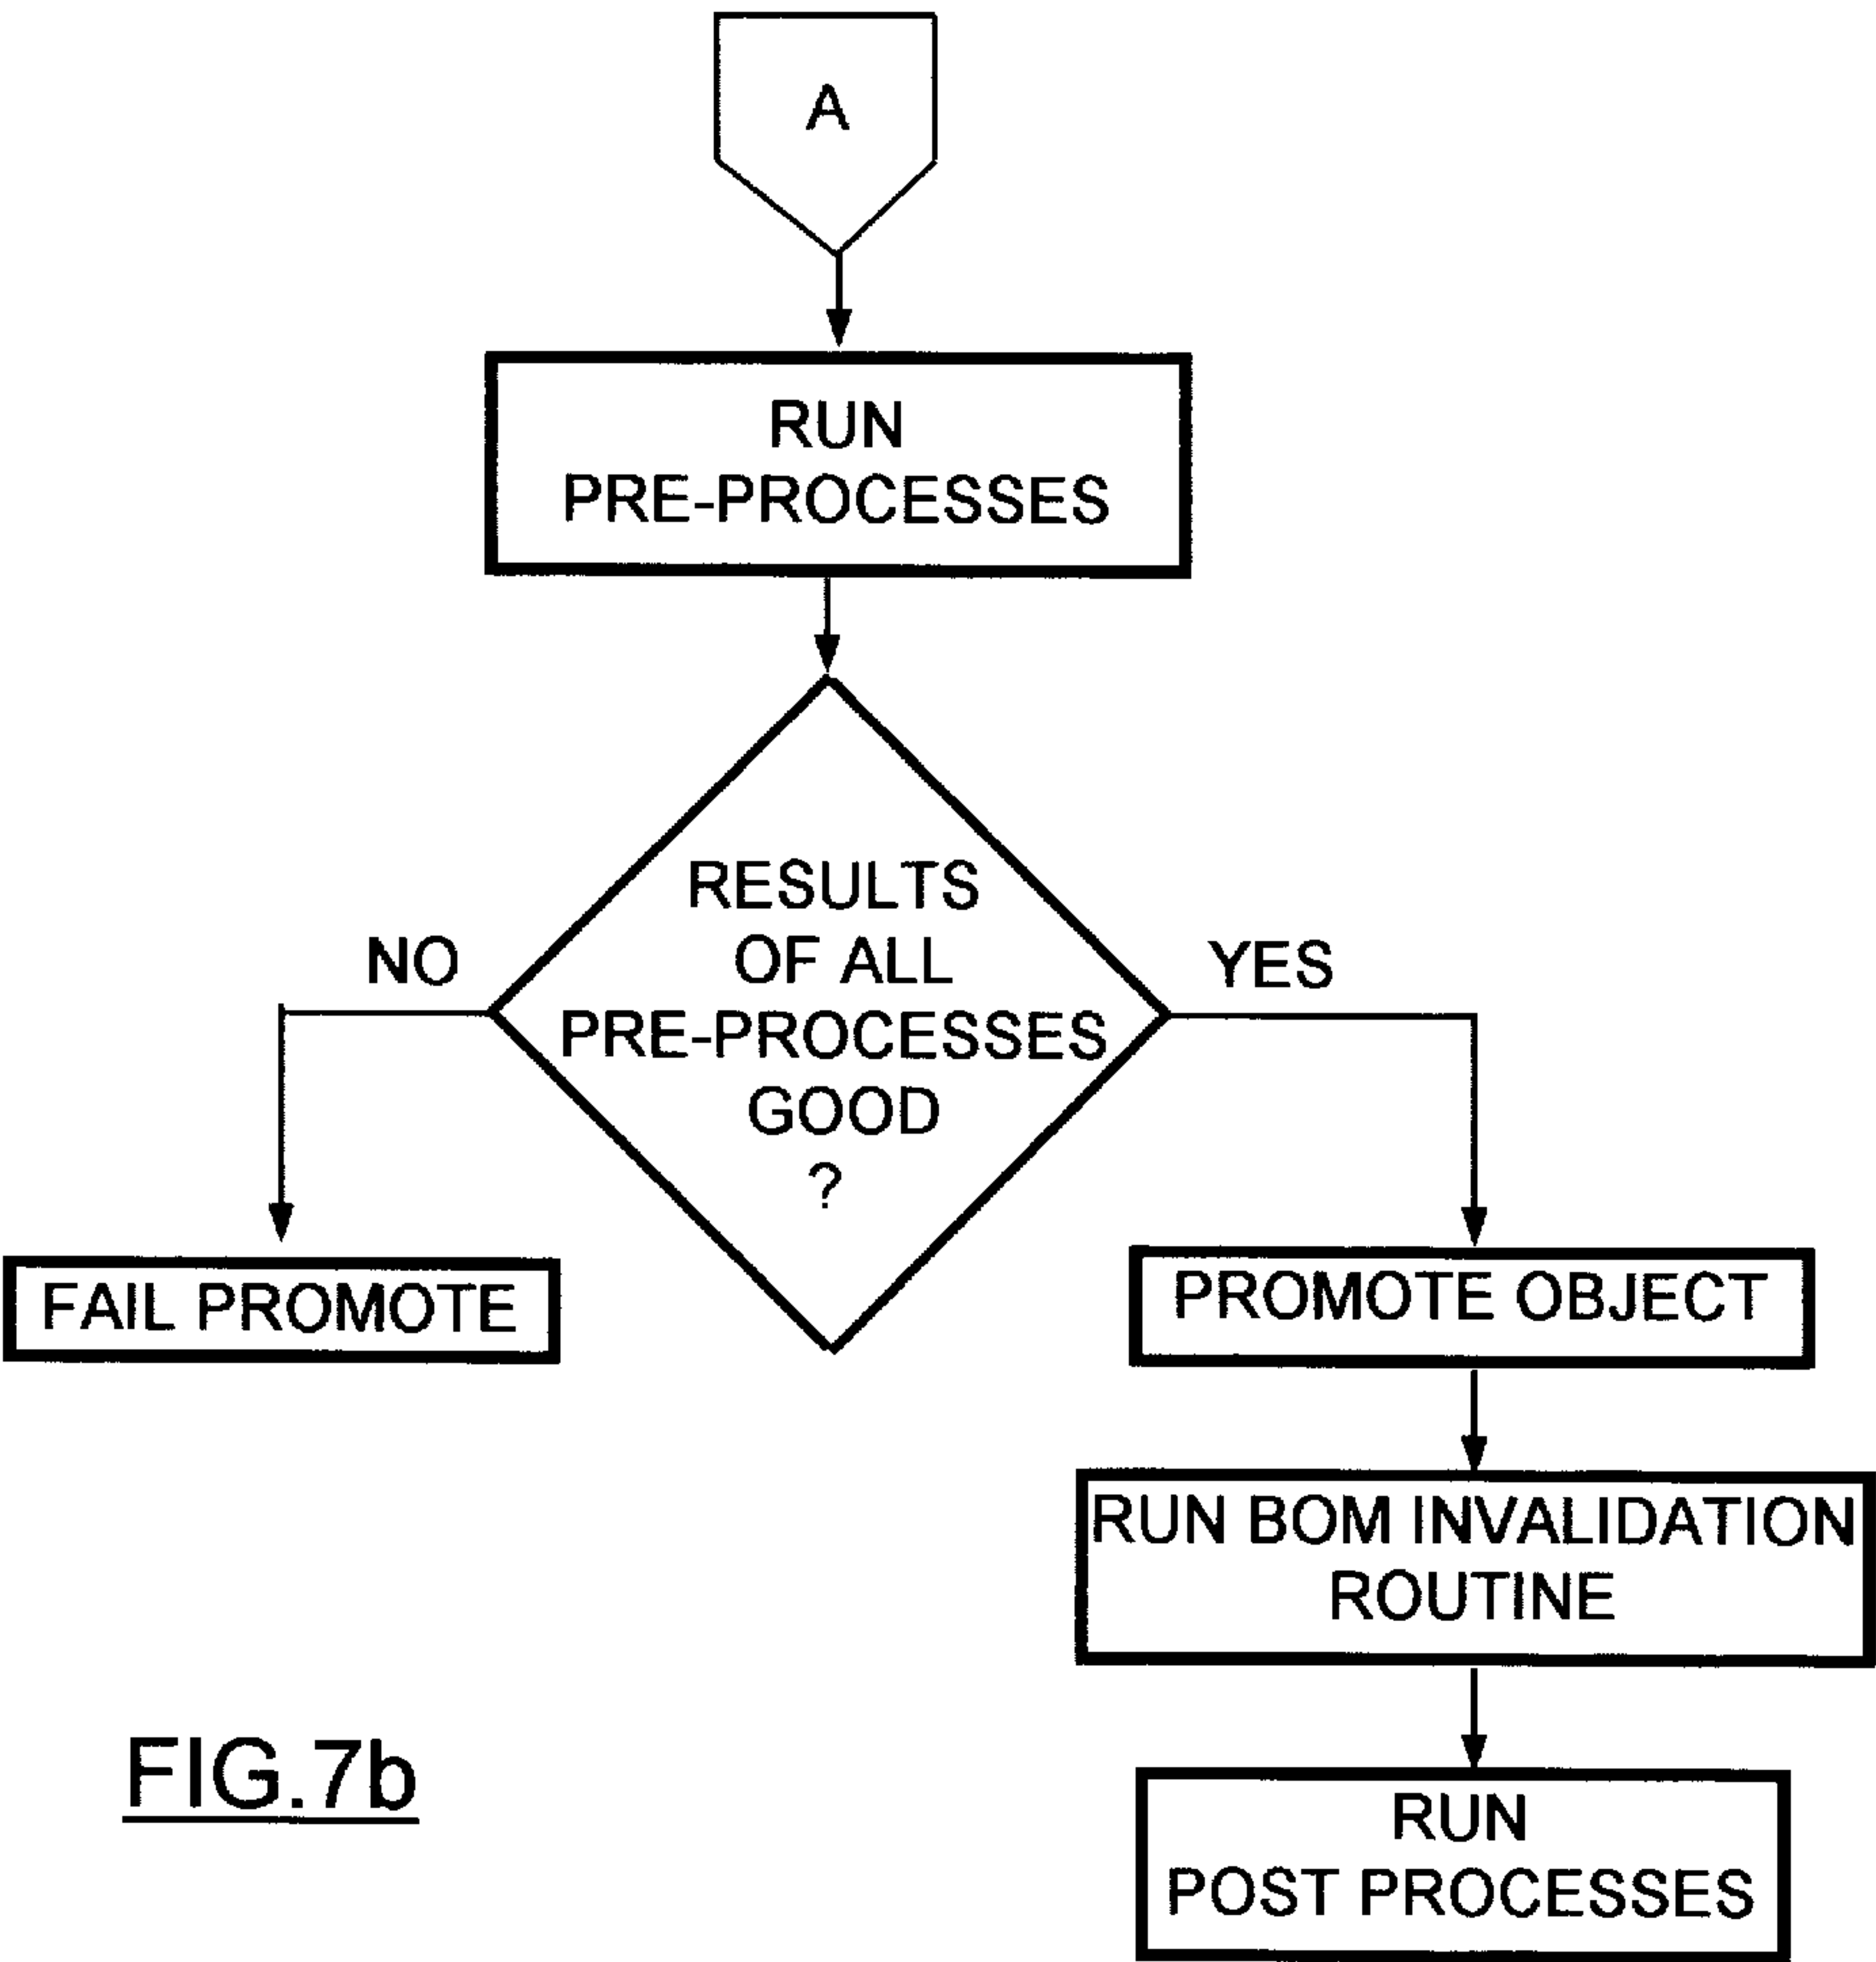 A
RUN
PRE-PROCESSES
RESULTS
OF ALL
PRE-PROCESSES
GOOD
?
NO
YES
FAIL PROMOTE
PROMOTE OBJECT
RUN BOM INVALIDATION
ROUTINE
RUN
POST PROCESSES
FIG.7b